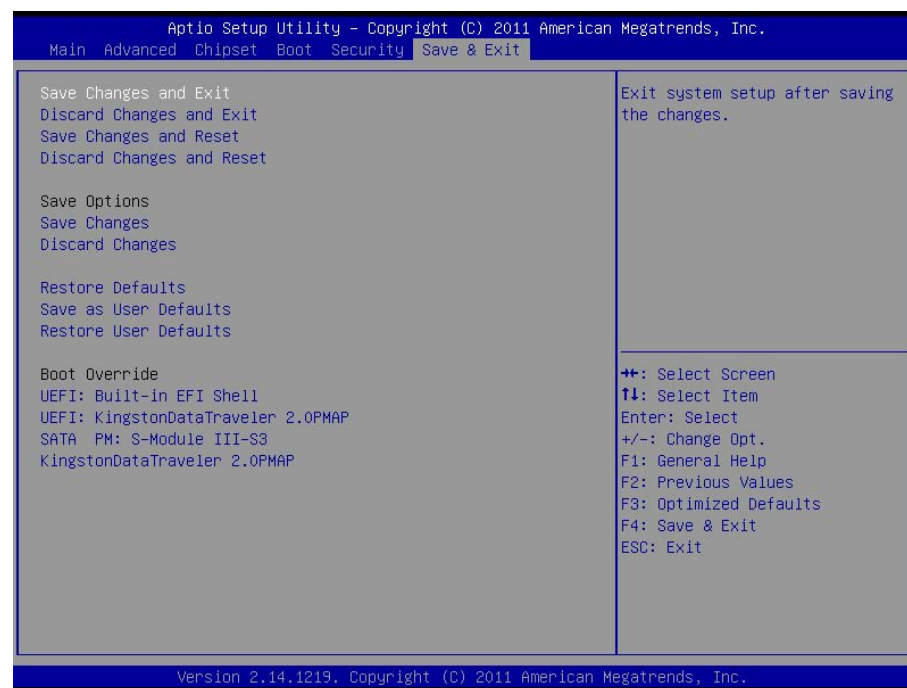 Aptio Setup Utility – Copyright (C) 2011 American Megatrends, Inc.
Main Advanced Chipset Boot Security Save & Exit
Save Changes and Exit
Discard Changes and Exit
Save Changes and Reset
Discard Changes and Reset
Save Options
Save Changes
Discard Changes
Restore Defaults
Save as User Defaults
Restore User Defaults
Boot Override
UEFI: Built-in EFI Shell
UEFI: KingstonDataTraveler 2.0PMAP
SATA PM: S-Module III-S3
KingstonDataTraveler 2.0PMAP
Exit system setup after saving
the changes.
→←: Select Screen
↑↓: Select Item
Enter: Select
+/-: Change Opt.
F1: General Help
F2: Previous Values
F3: Optimized Defaults
F4: Save & Exit
ESC: Exit
Version 2.14.1219. Copyright (C) 2011 American Megatrends, Inc.